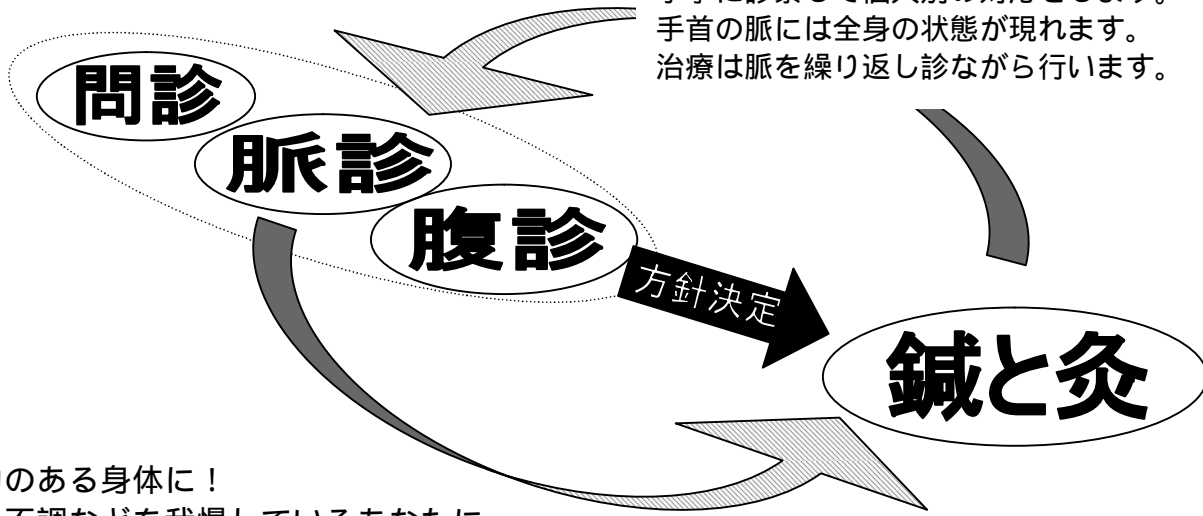 手首の脈には全身の状態が現れます。
治療は脈を繰り返し診ながら行います。
問診
脈診
腹診
方針決定
鍼と灸
のある身体に！